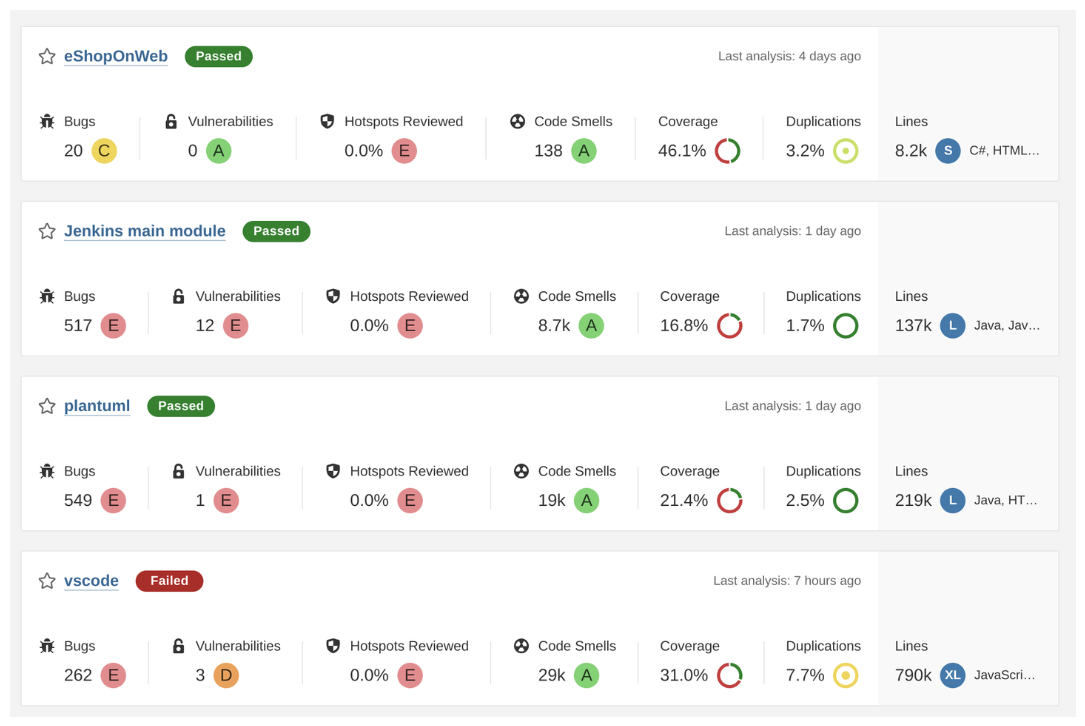 eShopOnWeb Passed Last analysis: 4 days ago
Bugs Vulnerabilities Hotspots Reviewed Code Smells Coverage Duplications Lines
20 C 0 A 0.0% E 138 A 46.1% 3.2% 8.2k S C#, HTML...
Jenkins main module Passed Last analysis: 1 day ago
Bugs Vulnerabilities Hotspots Reviewed Code Smells Coverage Duplications Lines
517 E 12 E 0.0% E 8.7k A 16.8% 1.7% 137k L Java, Jav...
plantuml Passed Last analysis: 1 day ago
Bugs Vulnerabilities Hotspots Reviewed Code Smells Coverage Duplications Lines
549 E 1 E 0.0% E 19k A 21.4% 2.5% 219k L Java, HT...
vscode Failed Last analysis: 7 hours ago
Bugs Vulnerabilities Hotspots Reviewed Code Smells Coverage Duplications Lines
262 E 3 D 0.0% E 29k A 31.0% 7.7% 790k XL JavaScri...